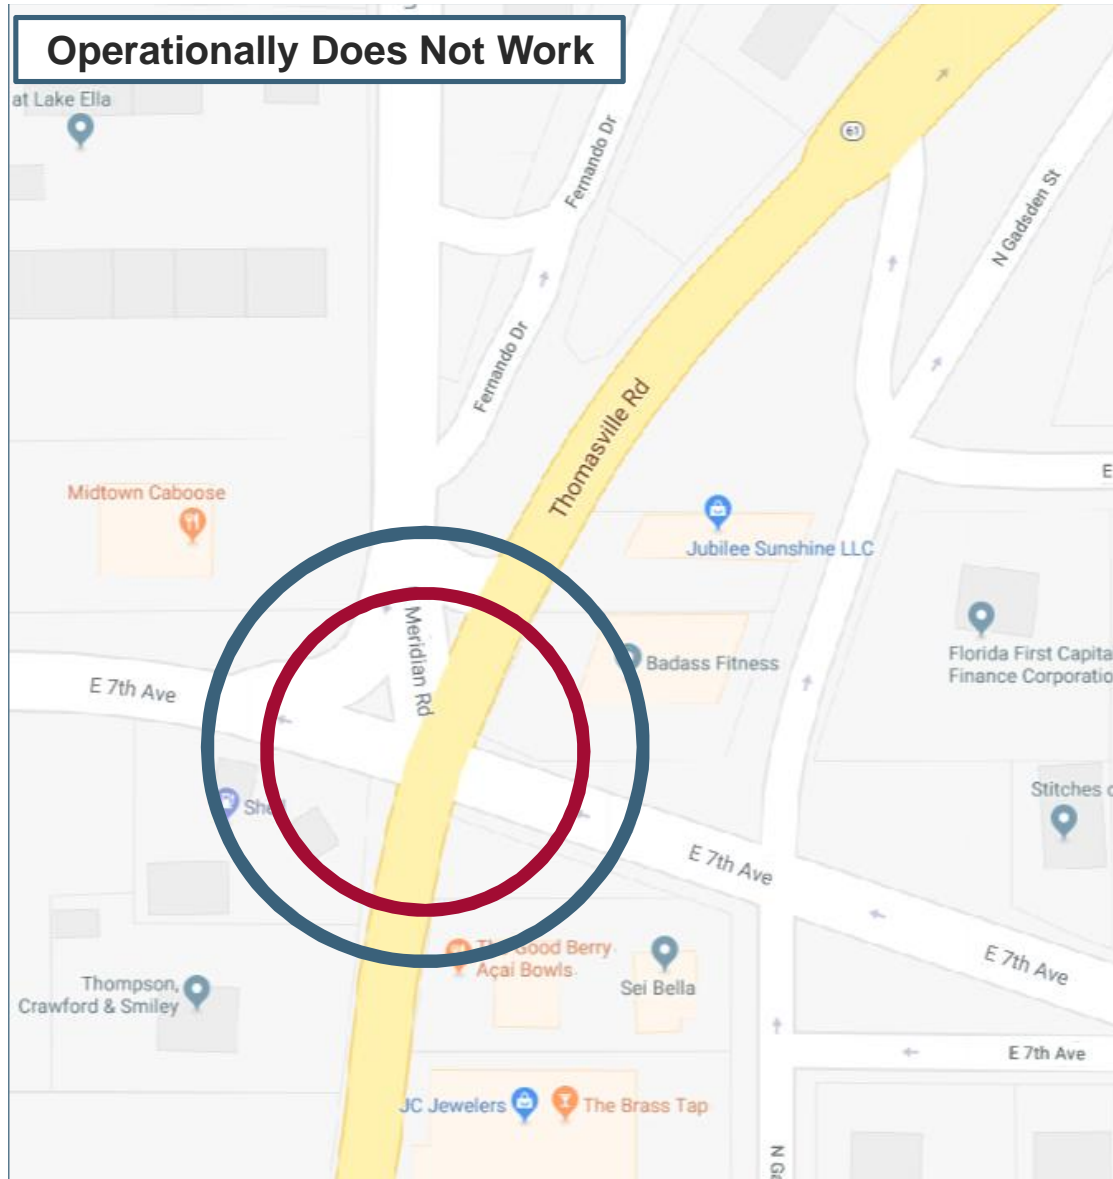 Operationally Does Not Work
at Lake Ella
Fernando Dr
61
N Gadsden St
Fernando Dr
Thomasville Rd
Midtown Caboose
E
Jubilee Sunshine LLC
Meridian Rd
Badass Fitness
Florida First Capita
Finance Corporatio
E 7th Ave
Stitches
E 7th Ave
The Good Berry
Açaí Bowls
Sei Bella
E 7th Ave
Thompson,
Crawford & Smiley
E 7th Ave
JC Jewelers
The Brass Tap